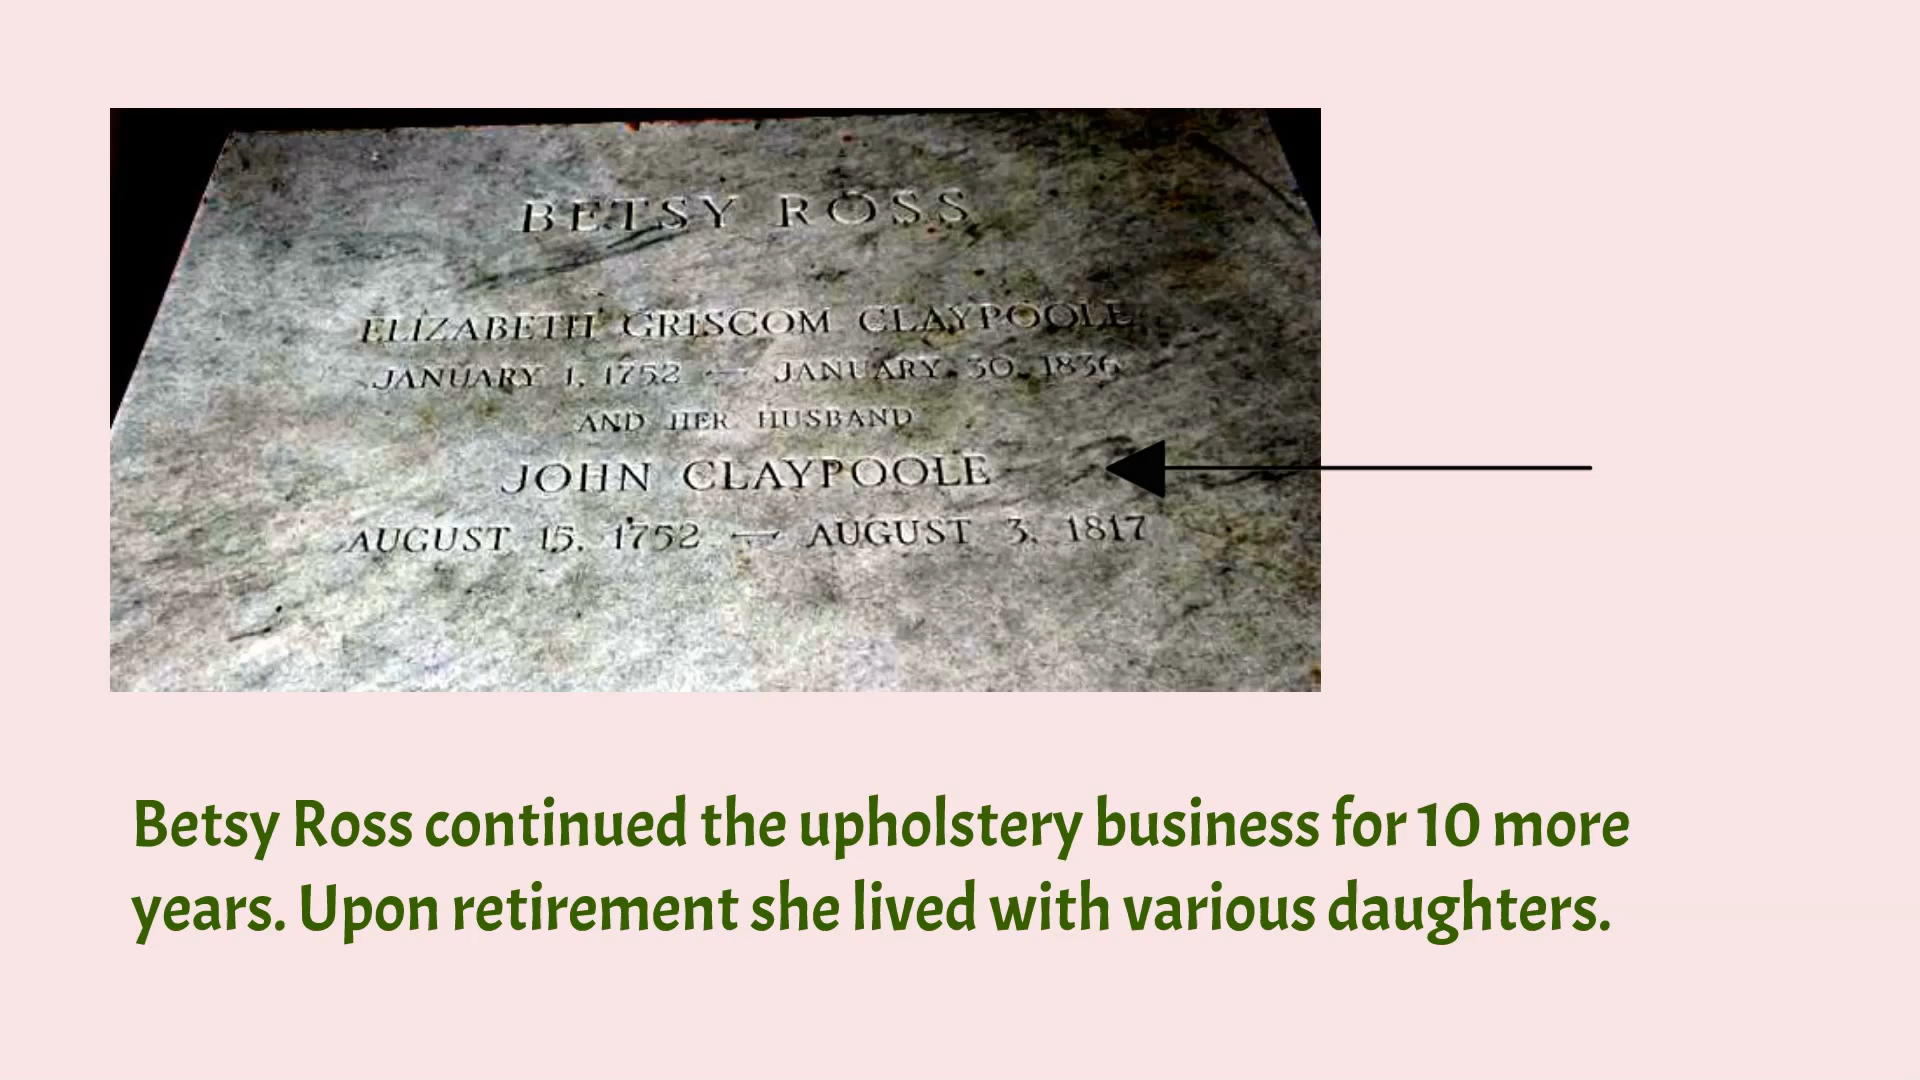 BETSY ROSS
ELIZABETH GRISCOM CLAYPOOLE
JANUARY 1, 1752 — JANUARY 30, 1836
AND HER HUSBAND
JOHN CLAYPOOLE
AUGUST 15, 1752 — AUGUST 3, 1817
Betsy Ross continued the upholstery business for 10 more
years. Upon retirement she lived with various daughters.